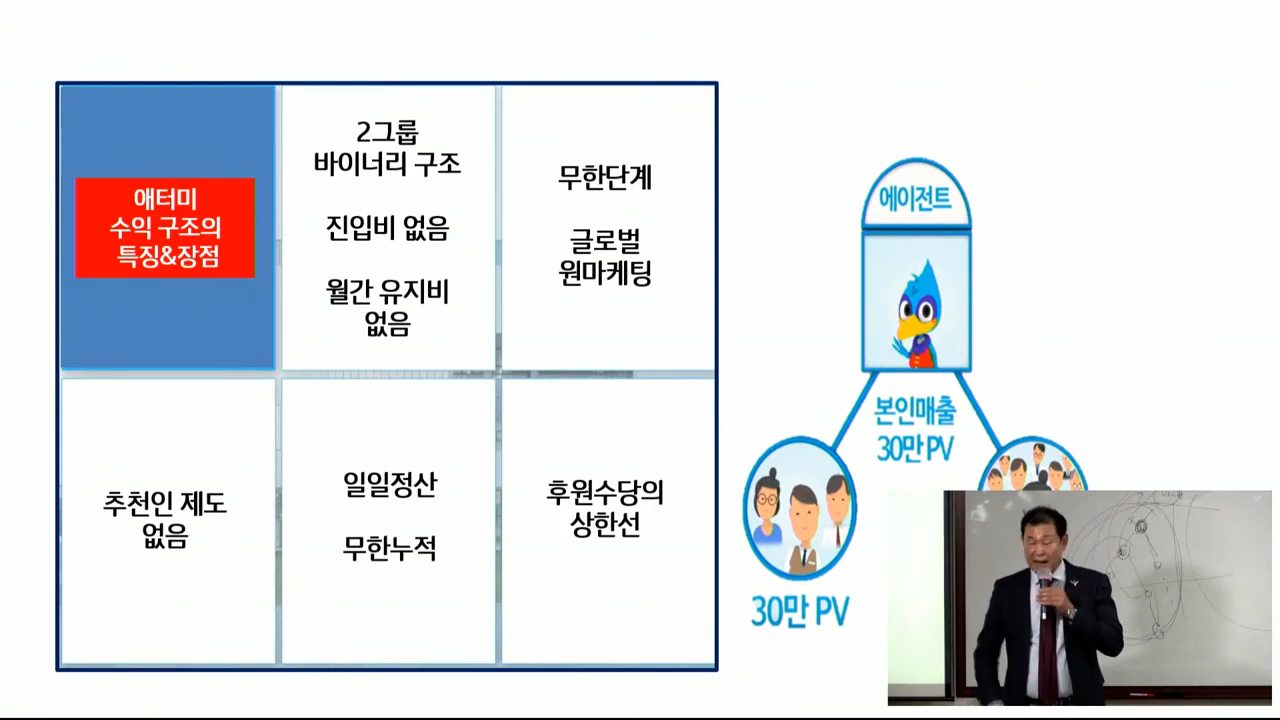 애터미
수익 구조의
특징&장점
2그룹
바이너리 구조
진입비 없음
월간 유지비
없음
무한단계
글로벌
원마케팅
추천인 제도
없음
일일정산
무한누적
후원수당의
상한선
에이전트
본인매출
30만 PV
30만 PV